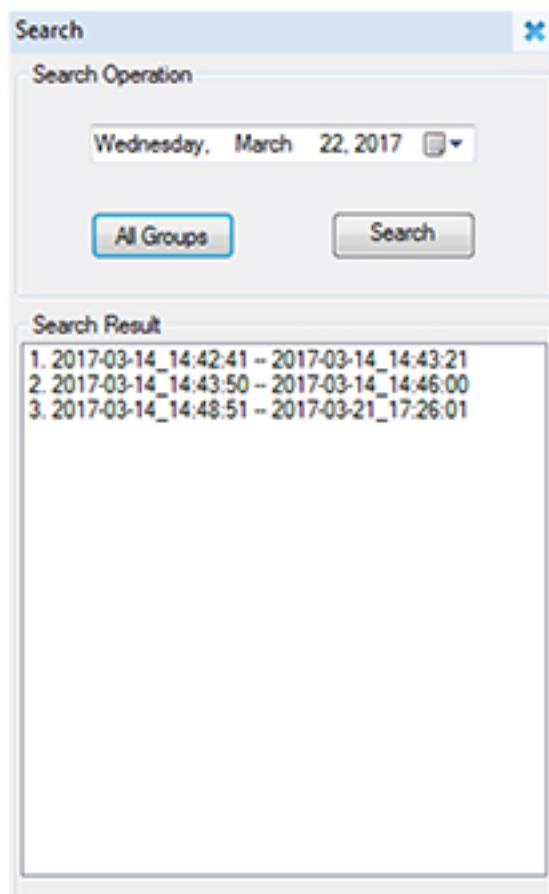 Search
Search Operation
Wednesday, March 22, 2017
All Groups Search
Search Result
1. 2017-03-14_14:42:41 -- 2017-03-14_14:43:21
2. 2017-03-14_14:43:50 -- 2017-03-14_14:46:00
3. 2017-03-14_14:48:51 -- 2017-03-21_17:26:01